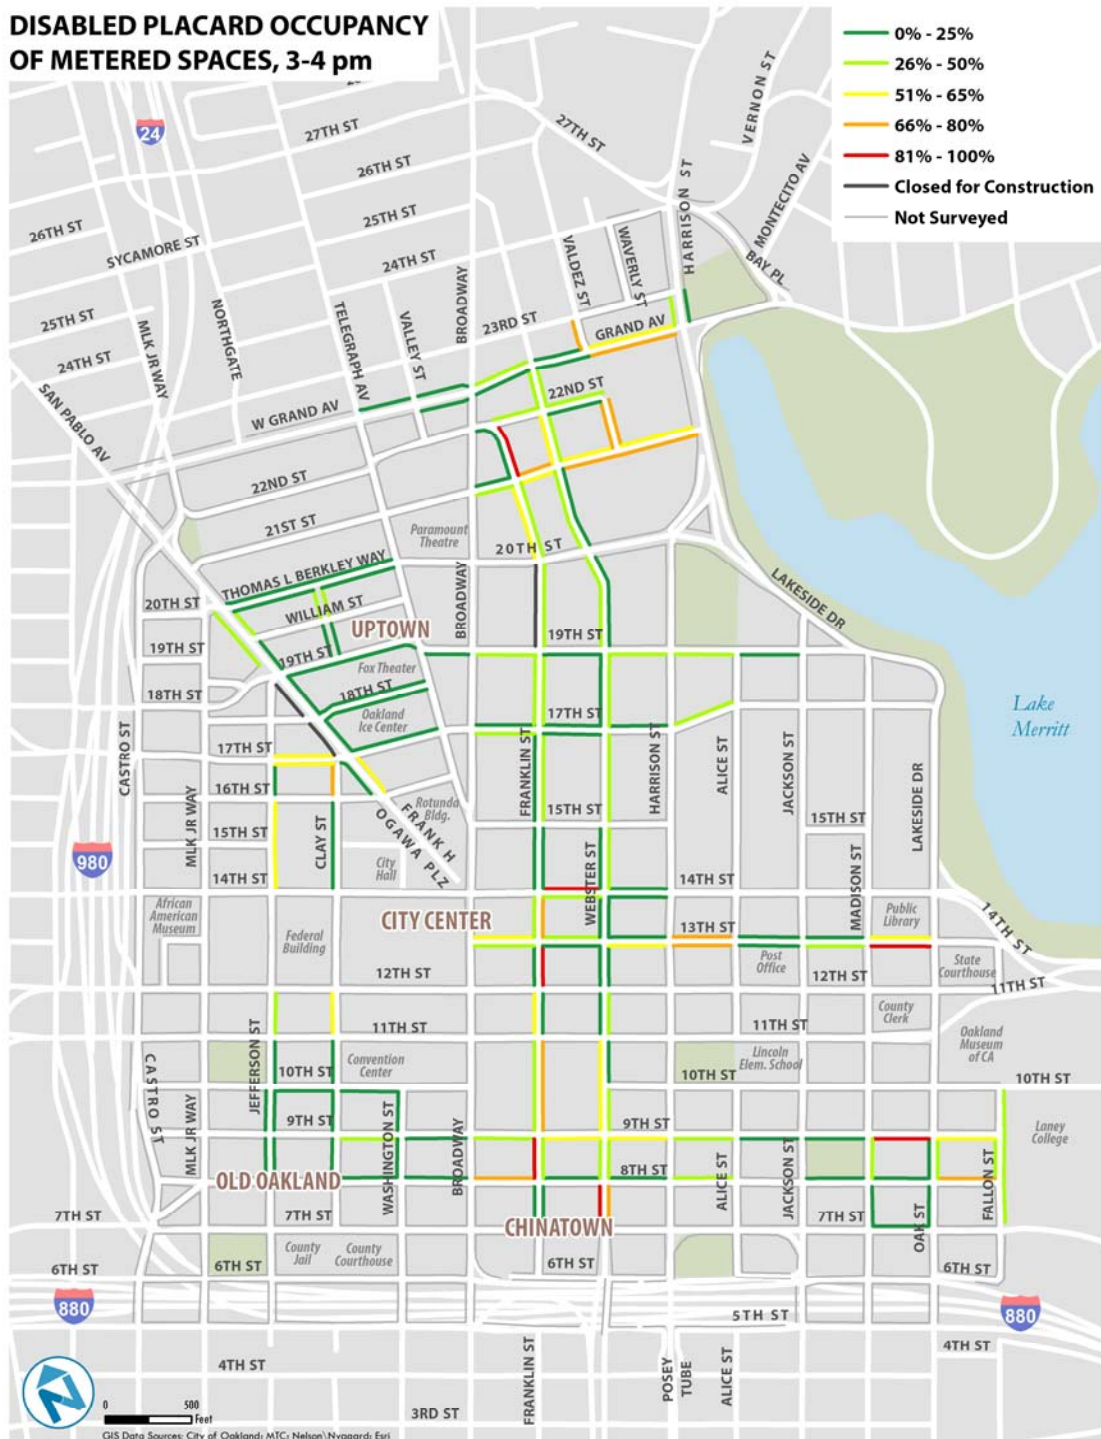 DISABLED PLACARD OCCUPANCY
OF METERED SPACES, 3-4 pm
0% - 25%
26% - 50%
51% - 65%
66% - 80%
81% - 100%
Closed for Construction
Not Surveyed
24
27TH ST
27TH ST
VERNON ST
26TH ST
HARRISON ST
MONTECITO AV
26TH ST
25TH ST
SYCAMORE ST
24TH ST
BROADWAY
VALDEZ ST
WAVERLY ST
BAY PL
25TH ST
MLK JR WAY
NORTHGATE
TELEGRAPH AV
VALLEY ST
23RD ST
GRAND AV
24TH ST
SAN PABLO AV
W GRAND AV
22ND ST
22ND ST
21ST ST
Paramount
Theatre
20TH ST
THOMAS L BERKLEY WAY
BROADWAY
LAKESIDE DR
20TH ST
WILLIAM ST
UPTOWN
19TH ST
19TH ST
19TH ST
Fox Theater
18TH ST
18TH ST
Oakland
Ice Center
17TH ST
Lake
Merritt
CASTRO ST
17TH ST
FRANKLIN ST
HARRISON ST
ALICE ST
JACKSON ST
LAKESIDE DR
16TH ST
MLK JR WAY
Rotunda
Bldg.
FRANK H
OGAWA PLZ
15TH ST
15TH ST
15TH ST
CLAY ST
980
City
Hall
WEBSTER ST
MADISON ST
14TH ST
14TH ST
14TH ST
African
American
Museum
CITY CENTER
Public
Library
13TH ST
Federal
Building
Post
Office
State
Courthouse
12TH ST
12TH ST
11TH ST
County
Clerk
11TH ST
11TH ST
JEFFERSON ST
Oakland
Museum
of CA
CASTRO ST
Convention
Center
Lincoln
Elem. School
10TH ST
10TH ST
10TH ST
MLK JR WAY
WASHINGTON ST
BROADWAY
9TH ST
9TH ST
Laney
College
OLD OAKLAND
8TH ST
ALICE ST
JACKSON ST
FALLON ST
7TH ST
7TH ST
CHINATOWN
7TH ST
OAK ST
County
Jail
County
Courthouse
6TH ST
6TH ST
6TH ST
6TH ST
880
880
5TH ST
4TH ST
4TH ST
FRANKLIN ST
POSEY
TUBE
ALICE ST
3RD ST
0
500
Feet
GIS Data Sources: City of Oakland; MTC; Nelson\Nygaard; Esri